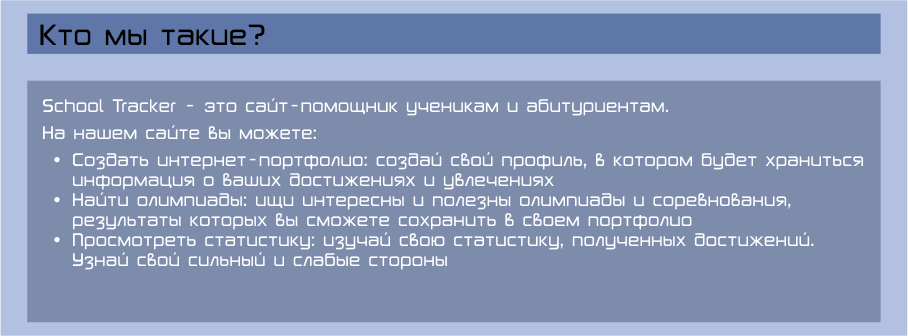 Кто мы такие?
School Tracker - это сайт-помощник ученикам и абитуриентам.
На нашем сайте вы можете:
• Создать интернет-портфолио: создай свой профиль, в котором будет храниться
информация о ваших достижениях и увлечениях
• Найти олимпиады: ищи интересны и полезны олимпиады и соревнования,
результаты которых вы сможете сохранить в своем портфолио
• Просмотреть статистику: изучай свою статистику, полученных достижений.
Узнай свой сильный и слабые стороны